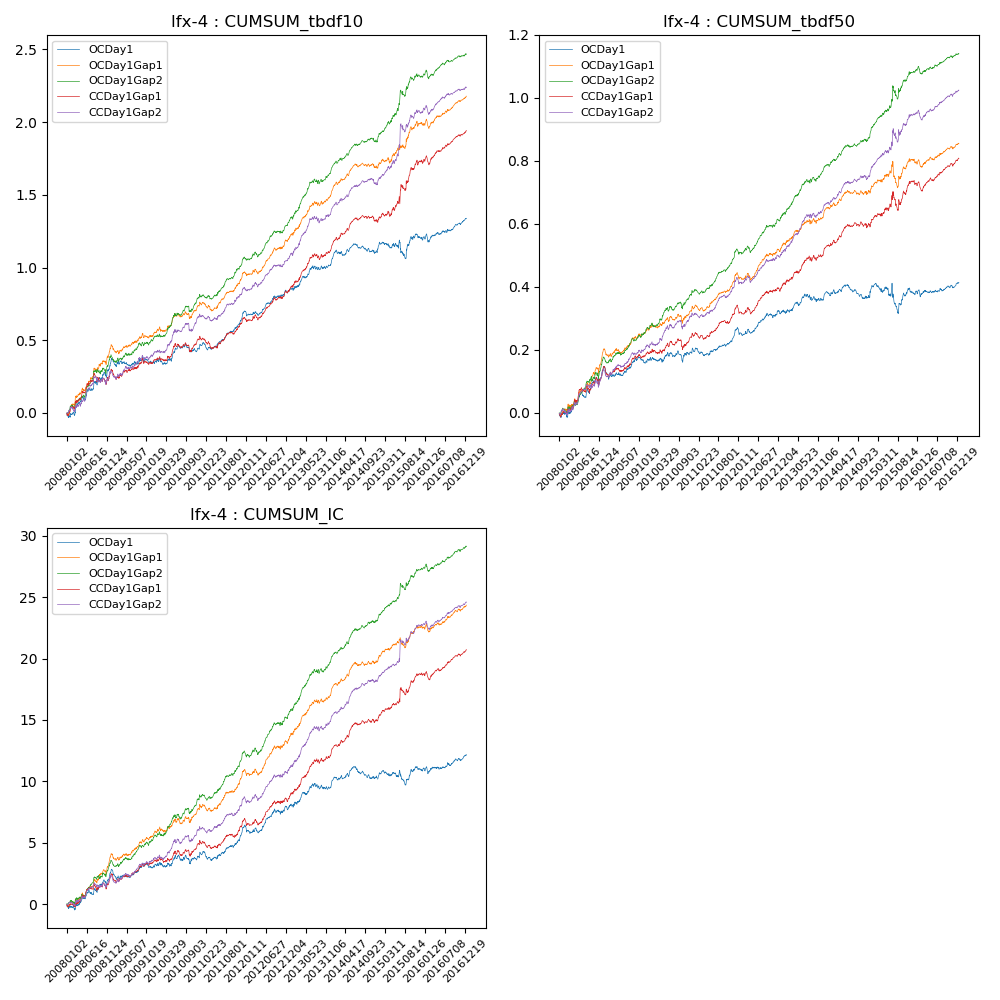 lfx-4 : CUMSUM_tbdf10
OCDay1
OCDay1Gap1
OCDay1Gap2
CCDay1Gap1
CCDay1Gap2
2.5
2.0
1.5
1.0
0.5
0.0
20080102 20080616 20081124 20090507 20091019 20100329 20100903 20110223 20110801 20120111 20120627 20121204 20130523 20131106 20140417 20140923 20150311 20150814 20160126 20160708 20161219
lfx-4 : CUMSUM_tbdf50
OCDay1
OCDay1Gap1
OCDay1Gap2
CCDay1Gap1
CCDay1Gap2
1.2
1.0
0.8
0.6
0.4
0.2
0.0
20080102 20080616 20081124 20090507 20091019 20100329 20100903 20110223 20110801 20120111 20120627 20121204 20130523 20131106 20140417 20140923 20150311 20150814 20160126 20160708 20161219
lfx-4 : CUMSUM_IC
OCDay1
OCDay1Gap1
OCDay1Gap2
CCDay1Gap1
CCDay1Gap2
30
25
20
15
10
5
0
20080102 20080616 20081124 20090507 20091019 20100329 20100903 20110223 20110801 20120111 20120627 20121204 20130523 20131106 20140417 20140923 20150311 20150814 20160126 20160708 20161219